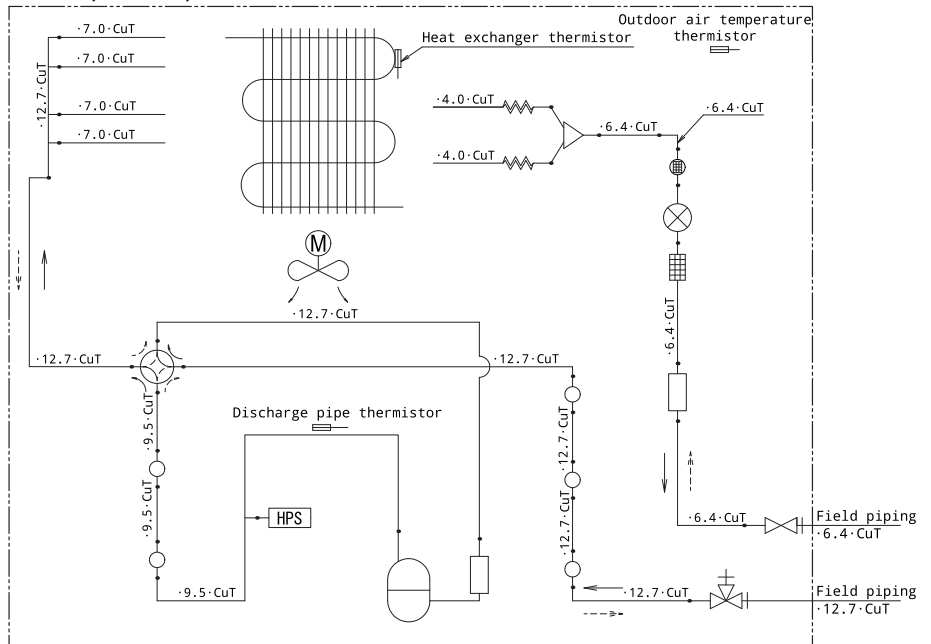 Outdoor air temperature
thermistor
·7.0·CuT
Heat exchanger thermistor
·7.0·CuT
·12.7·CuT
·4.0·CuT
·6.4·CuT
·7.0·CuT
·6.4·CuT
·7.0·CuT
·4.0·CuT
M
·12.7·CuT
·6.4·CuT
·12.7·CuT
·12.7·CuT
Discharge pipe thermistor
·9.5·CuT
·12.7·CuT
·9.5·CuT
HPS
·12.7·CuT
·6.4·CuT
Field piping
·6.4·CuT
·9.5·CuT
·12.7·CuT
Field piping
·12.7·CuT